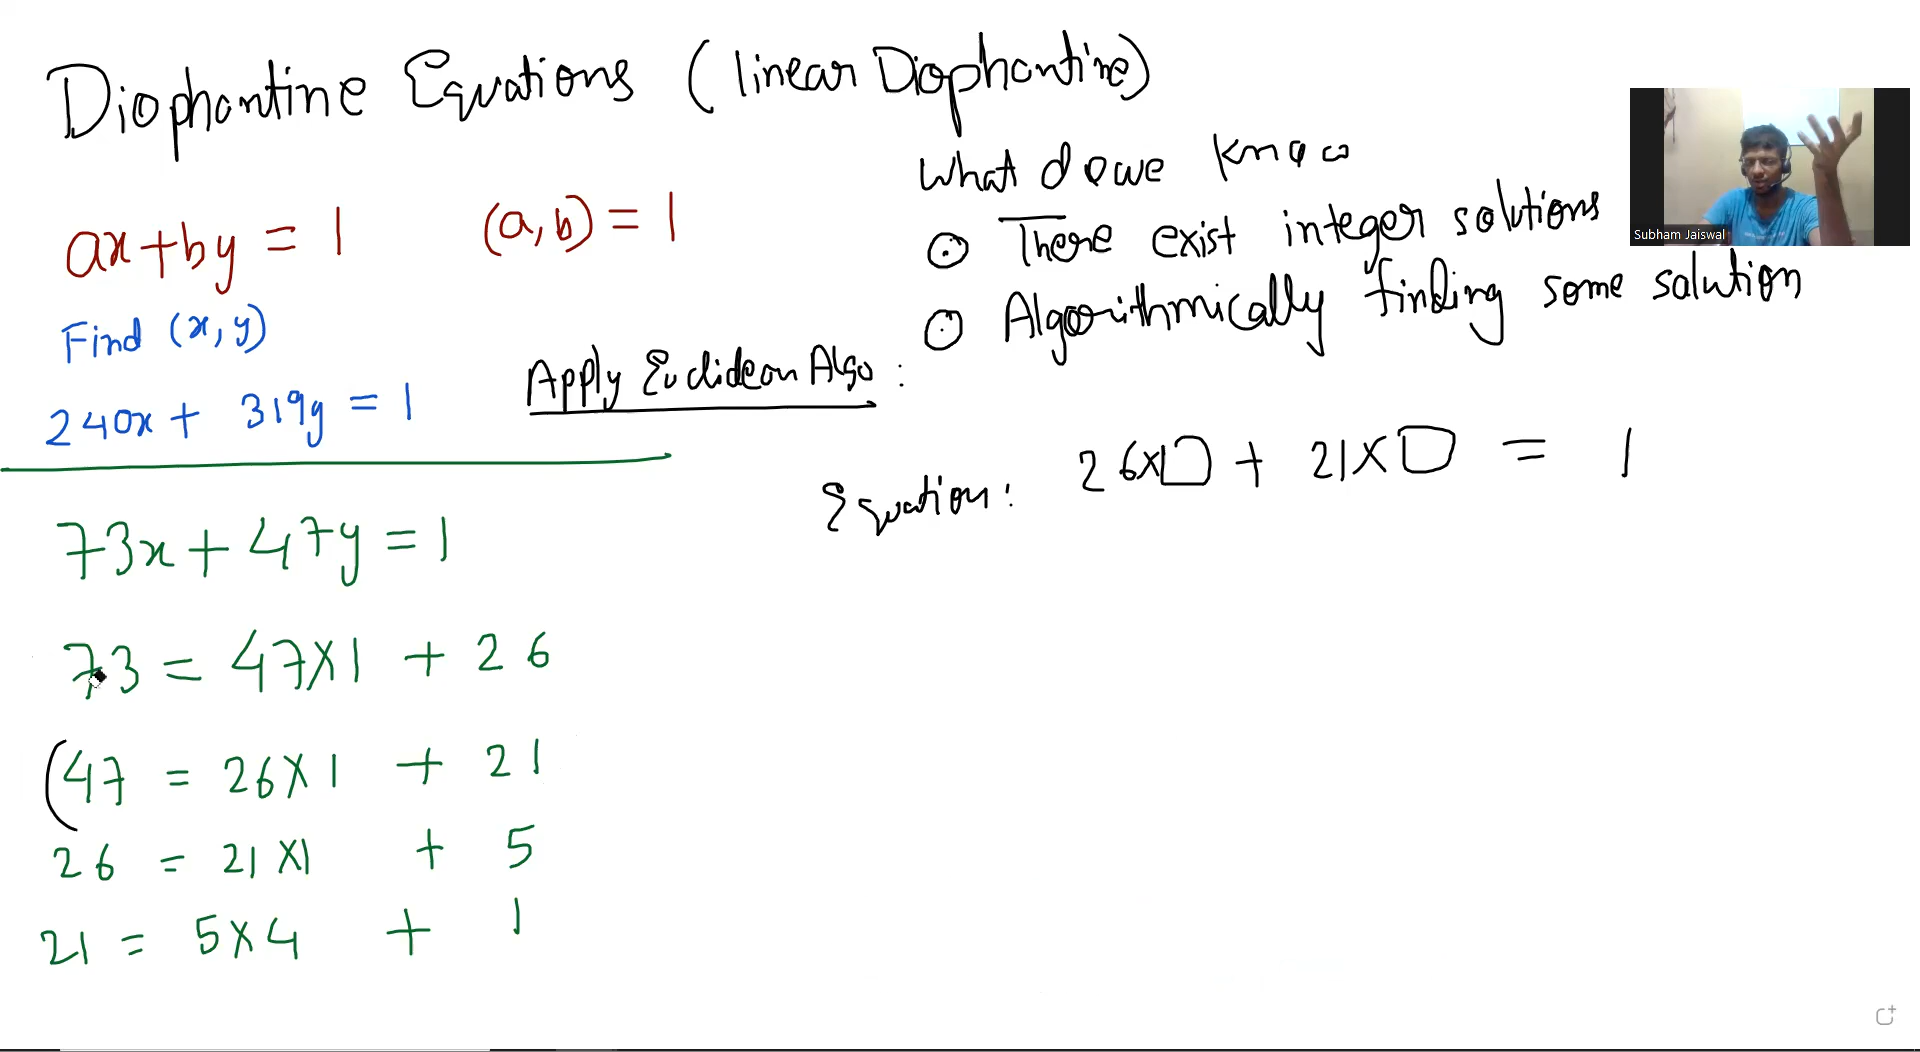 Diophantine Equations (linear Diophantine)
ax+by = 1 (a, b) = 1
Find (x, y)
240x + 319y = 1
What do we know
⊙ There exist integer solutions
⊙ Algorithmically finding some solution
Apply Euclidean Algo :
Equation: 26×□ + 21×□ = 1
73x + 47y = 1
73 = 47×1 + 26
(47 = 26×1 + 21
26 = 21×1 + 5
21 = 5×4 + 1
Subham Jaiswal